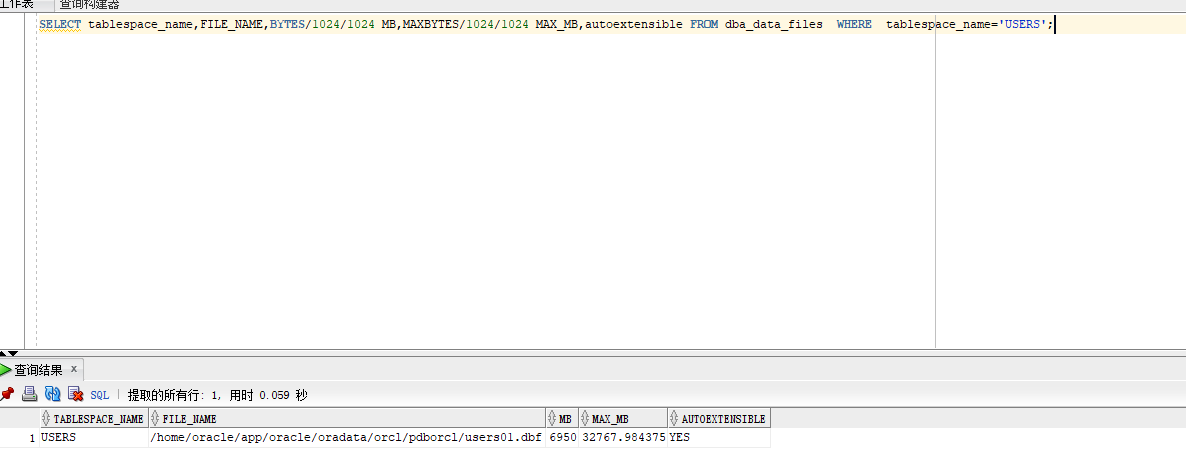 工作表 查询构建器
SELECT tablespace_name,FILE_NAME,BYTES/1024/1024 MB,MAXBYTES/1024/1024 MAX_MB,autoextensible FROM dba_data_files  WHERE  tablespace_name='USERS';
查询结果 x
SQL | 提取的所有行: 1, 用时 0.059 秒
TABLESPACE_NAME FILE_NAME MB MAX_MB AUTOEXTENSIBLE
1 USERS /home/oracle/app/oracle/oradata/orcl/pdborcl/users01.dbf 6950 32767.984375 YES